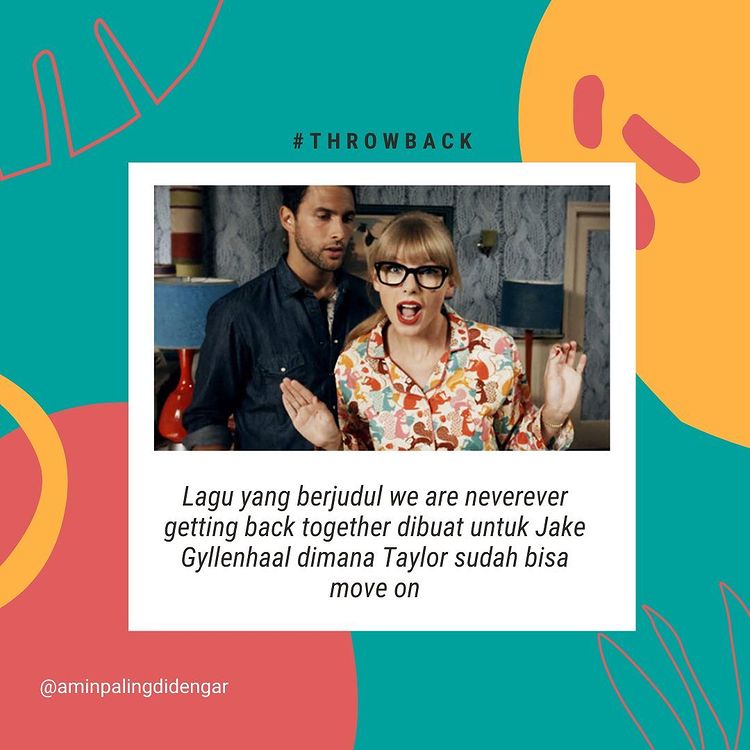 #THROWBACK
Lagu yang berjudul we are neverever
getting back together dibuat untuk Jake
Gyllenhaal dimana Taylor sudah bisa
move on
@aminpalingdidengar